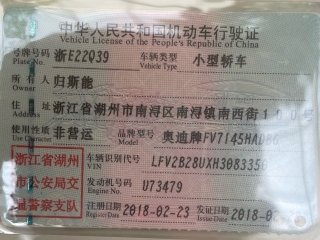 中华人民共和国机动车行驶证
Vehicle License of the People's Republic of China
号牌号码 浙E22Q39 车辆类型 小型轿车
Plate No. Vehicle Type
所有人 归斯能
Owner
住址 浙江省湖州市南浔区南浔镇南西街100号
Address
使用性质 非营运 品牌型号 奥迪牌FV7145HADBG
Use Character Model
浙江省湖州 车辆识别代号 LFV2B28UXH3083350
VIN
市公安局交 发动机号码 U73479
Engine No.
通警察支队 注册日期 2018-02-23 发证日期 2018-0
Register Date Issue Date